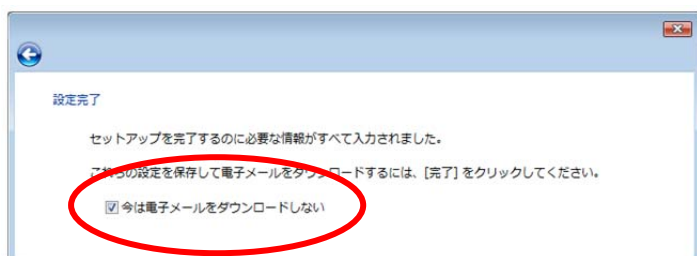 設定完了
セットアップを完了するのに必要な情報がすべて入力されました。
これらの設定を保存して電子メールをダウンロードするには、[完了] をクリックしてください。
今は電子メールをダウンロードしない